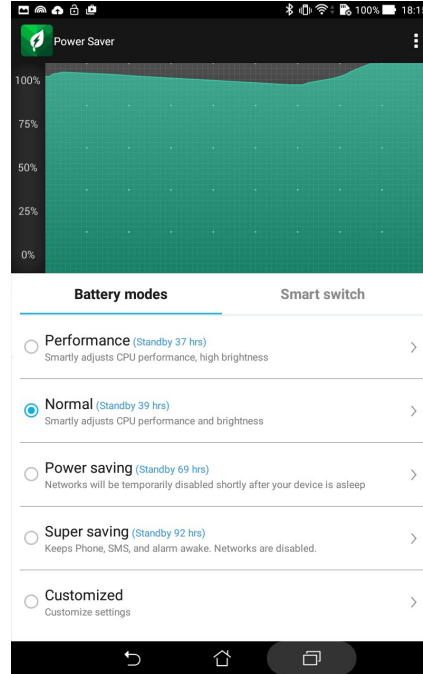 100% 18:15
Power Saver
100%
75%
50%
25%
0%
Battery modes
Smart switch
Performance (Standby 37 hrs)
Smartly adjusts CPU performance, high brightness
Normal (Standby 39 hrs)
Smartly adjusts CPU performance and brightness
Power saving (Standby 69 hrs)
Networks will be temporarily disabled shortly after your device is asleep
Super saving (Standby 92 hrs)
Keeps Phone, SMS, and alarm awake. Networks are disabled.
Customized
Customize settings